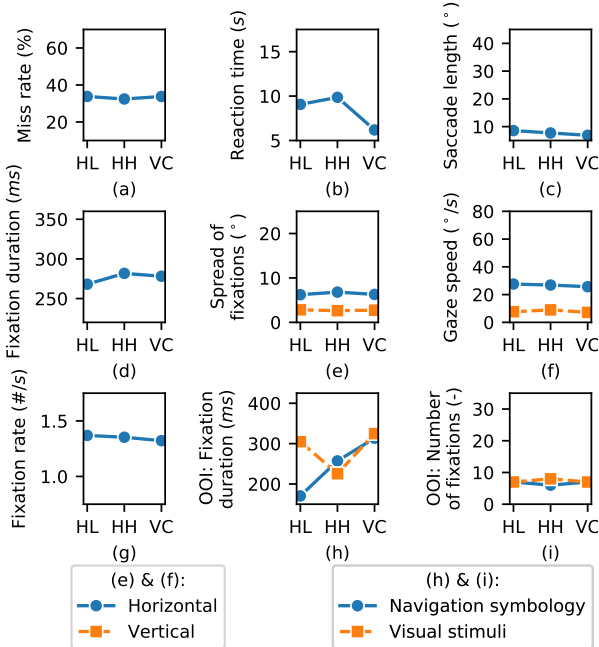 Miss rate (%)
60
40
20
HL HH VC
(a)
Reaction time (s)
15
10
5
HL HH VC
(b)
Saccade length (°)
40
30
20
10
HL HH VC
(c)
Fixation duration (ms)
350
300
250
HL HH VC
(d)
Spread of
fixations (°)
20
10
0
HL HH VC
(e)
Gaze speed (°/s)
80
60
40
20
0
HL HH VC
(f)
Fixation rate (#/s)
1.5
1.0
HL HH VC
(g)
OOI: Fixation
duration (ms)
400
300
200
HL HH VC
(h)
OOI: Number
of fixations (-)
30
20
10
0
HL HH VC
(i)
(e) & (f):
Horizontal
Vertical
(h) & (i):
Navigation symbology
Visual stimuli